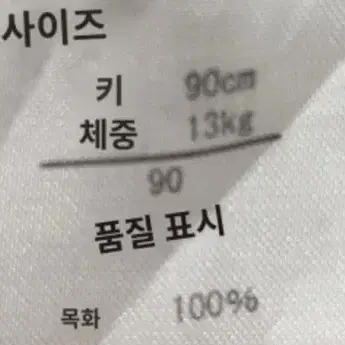 사이즈
키 90cm
체중 13kg
90
품질 표시
목화 100%